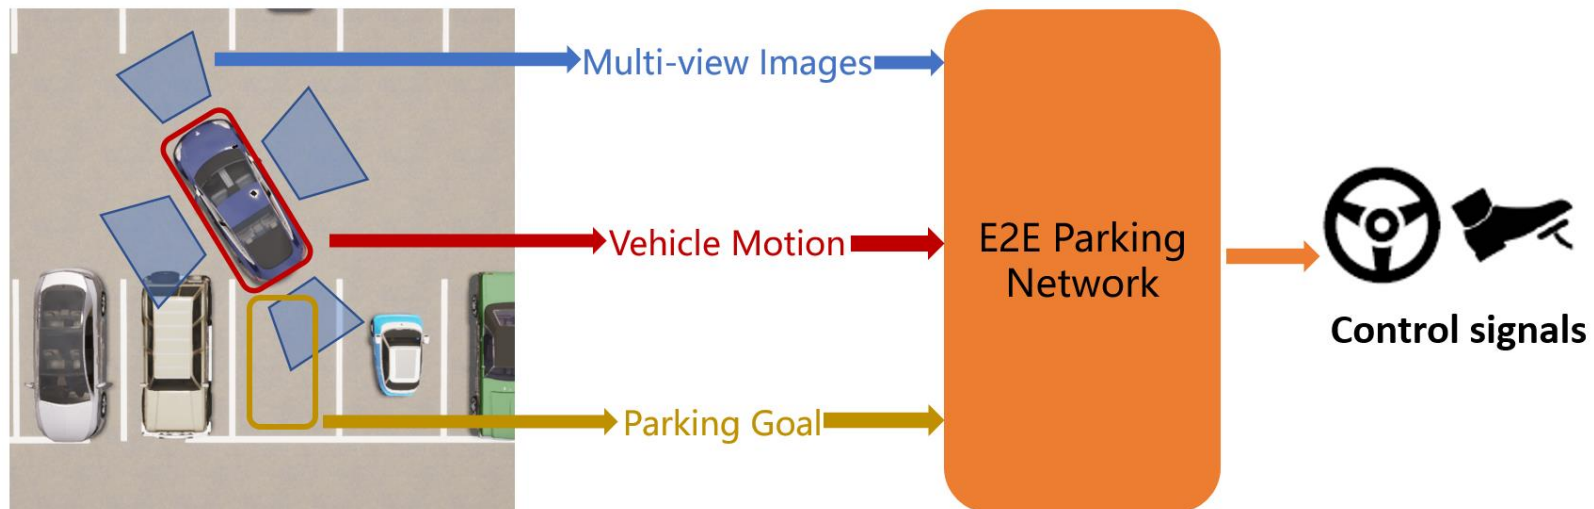 Multi-view Images
Vehicle Motion
Parking Goal
E2E Parking
Network
Control signals